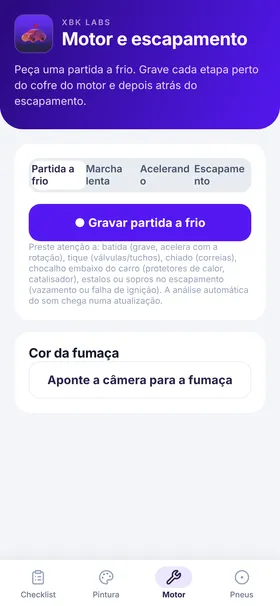 XBK LABS
Motor e escapamento
Peça uma partida a frio. Grave cada etapa perto
do cofre do motor e depois atrás do
escapamento.
Partida a frio
Marcha lenta
Acelerando
Escapamento
Gravar partida a frio
Preste atenção a: batida (grave, acelera com a
rotação), tique (válvulas/tuchos), chiado (correias),
chocalho embaixo do carro (protetores de calor,
catalisador), estalos ou sopros no escapamento
(vazamento ou falha de ignição). A análise automática
do som chega numa atualização.
Cor da fumaça
Aponte a câmera para a fumaça
Checklist
Pintura
Motor
Pneus